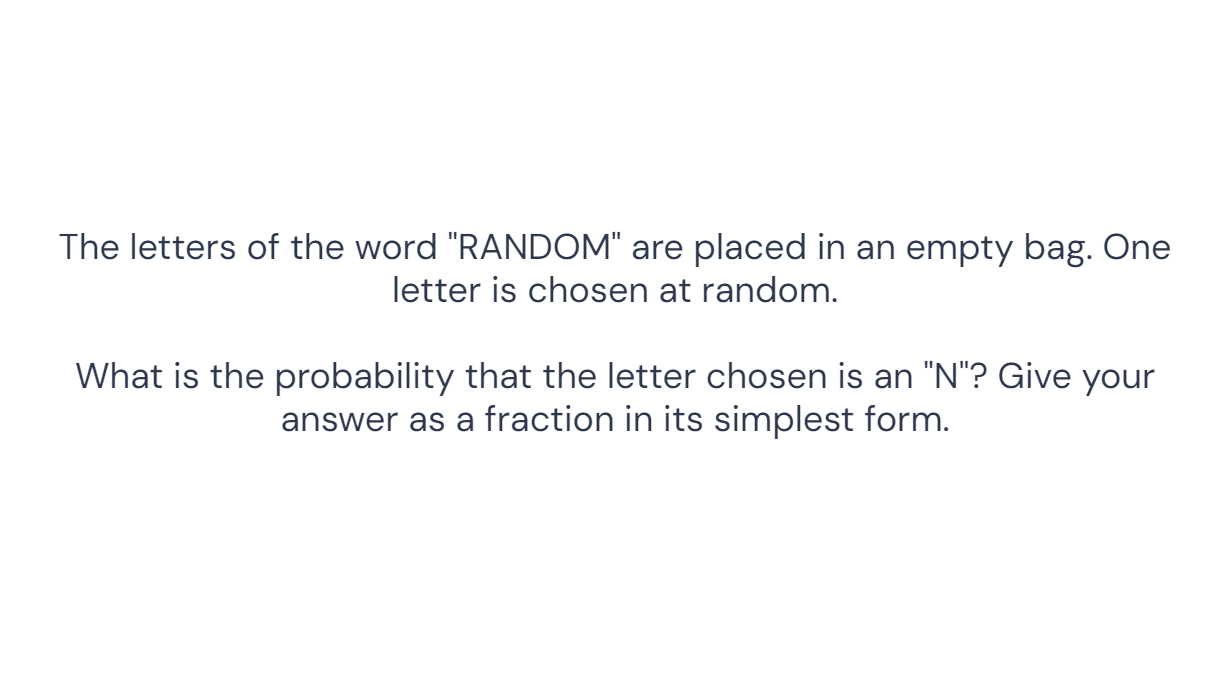 The letters of the word "RANDOM" are placed in an empty bag. One
letter is chosen at random.
What is the probability that the letter chosen is an "N"? Give your
answer as a fraction in its simplest form.